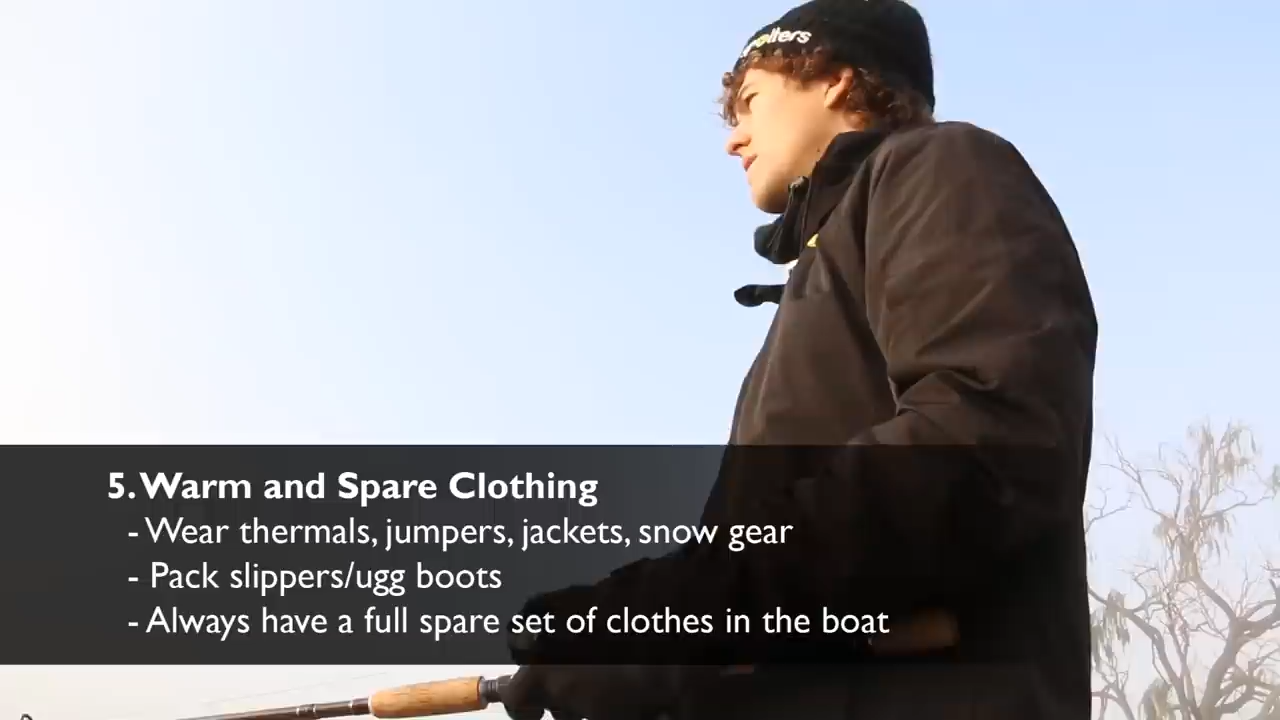 5. Warm and Spare Clothing
- Wear thermals, jumpers, jackets, snow gear
- Pack slippers/ugg boots
- Always have a full spare set of clothes in the boat